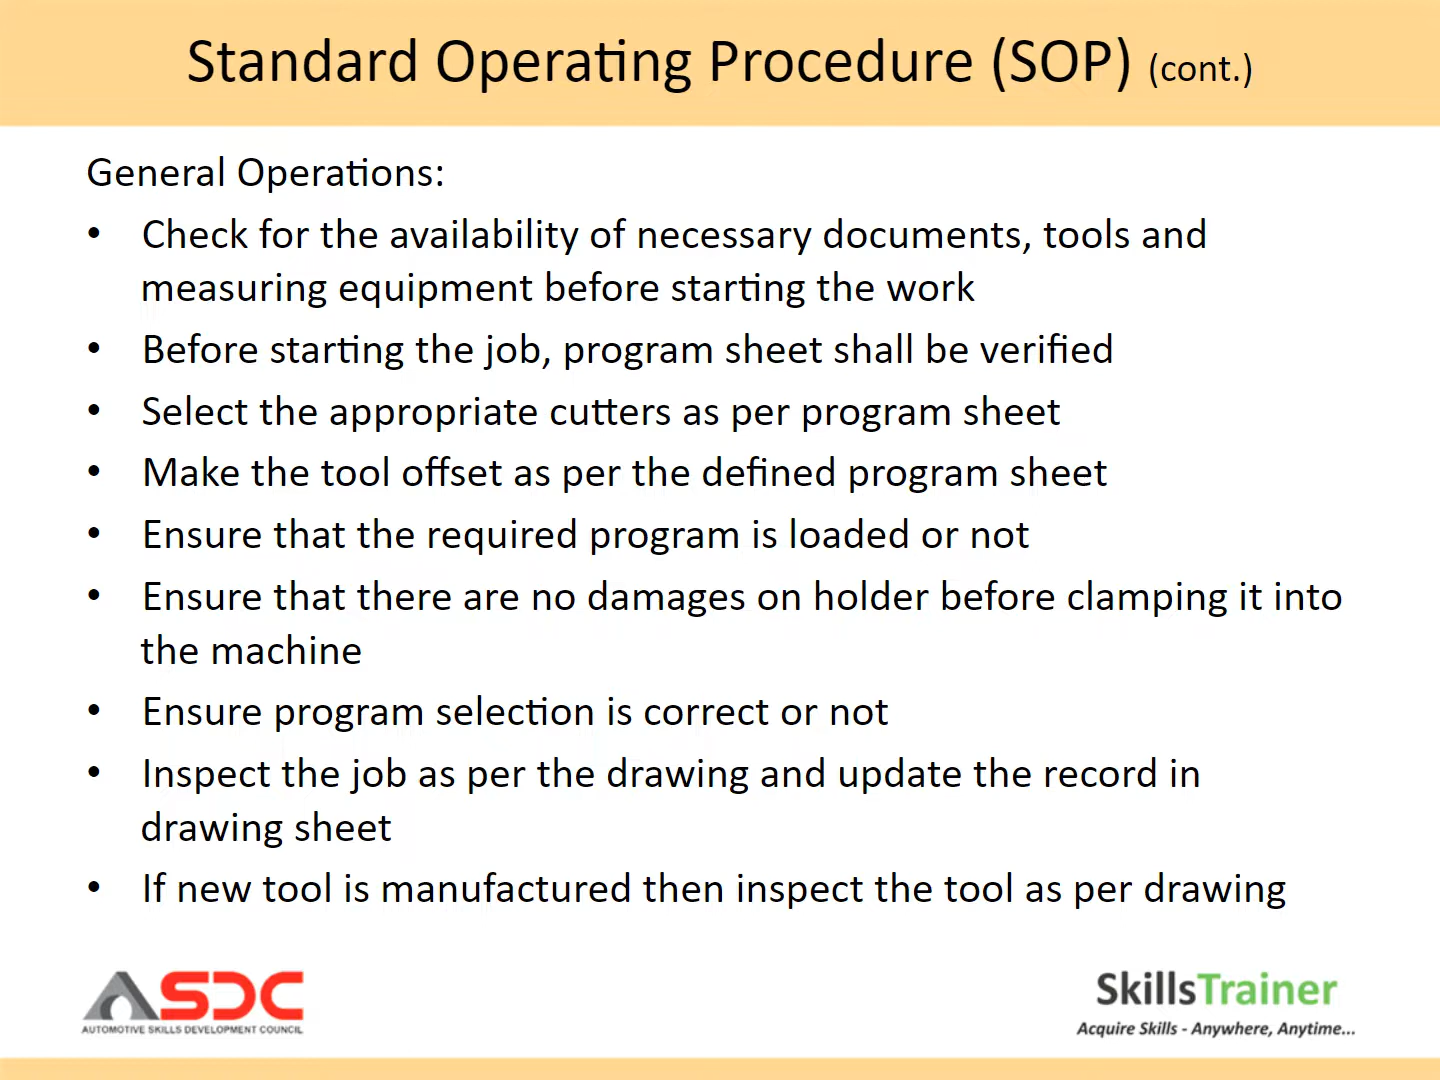 Standard Operating Procedure (SOP) (cont.)
General Operations:
• Check for the availability of necessary documents, tools and
measuring equipment before starting the work
• Before starting the job, program sheet shall be verified
• Select the appropriate cutters as per program sheet
• Make the tool offset as per the defined program sheet
• Ensure that the required program is loaded or not
• Ensure that there are no damages on holder before clamping it into
the machine
• Ensure program selection is correct or not
• Inspect the job as per the drawing and update the record in
drawing sheet
• If new tool is manufactured then inspect the tool as per drawing
ASDC
AUTOMOTIVE SKILLS DEVELOPMENT COUNCIL
SkillsTrainer
Acquire Skills - Anywhere, Anytime...